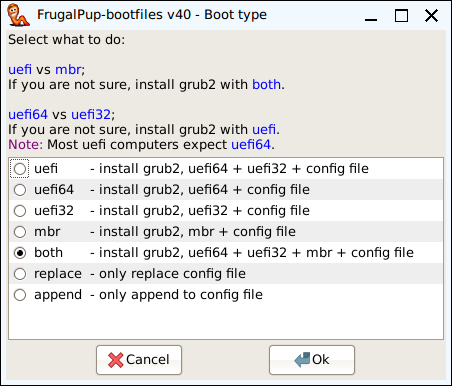 FrugalPup-bootfiles v40 - Boot type
Select what to do:
uefi vs mbr;
If you are not sure, install grub2 with both.
uefi64 vs uefi32;
If you are not sure, install grub2 with uefi.
Note: Most uefi computers expect uefi64.
uefi - install grub2, uefi64 + uefi32 + config file
uefi64 - install grub2, uefi64 + config file
uefi32 - install grub2, uefi32 + config file
mbr - install grub2, mbr + config file
both - install grub2, uefi64 + uefi32 + mbr + config file
replace - only replace config file
append - only append to config file
Cancel Ok